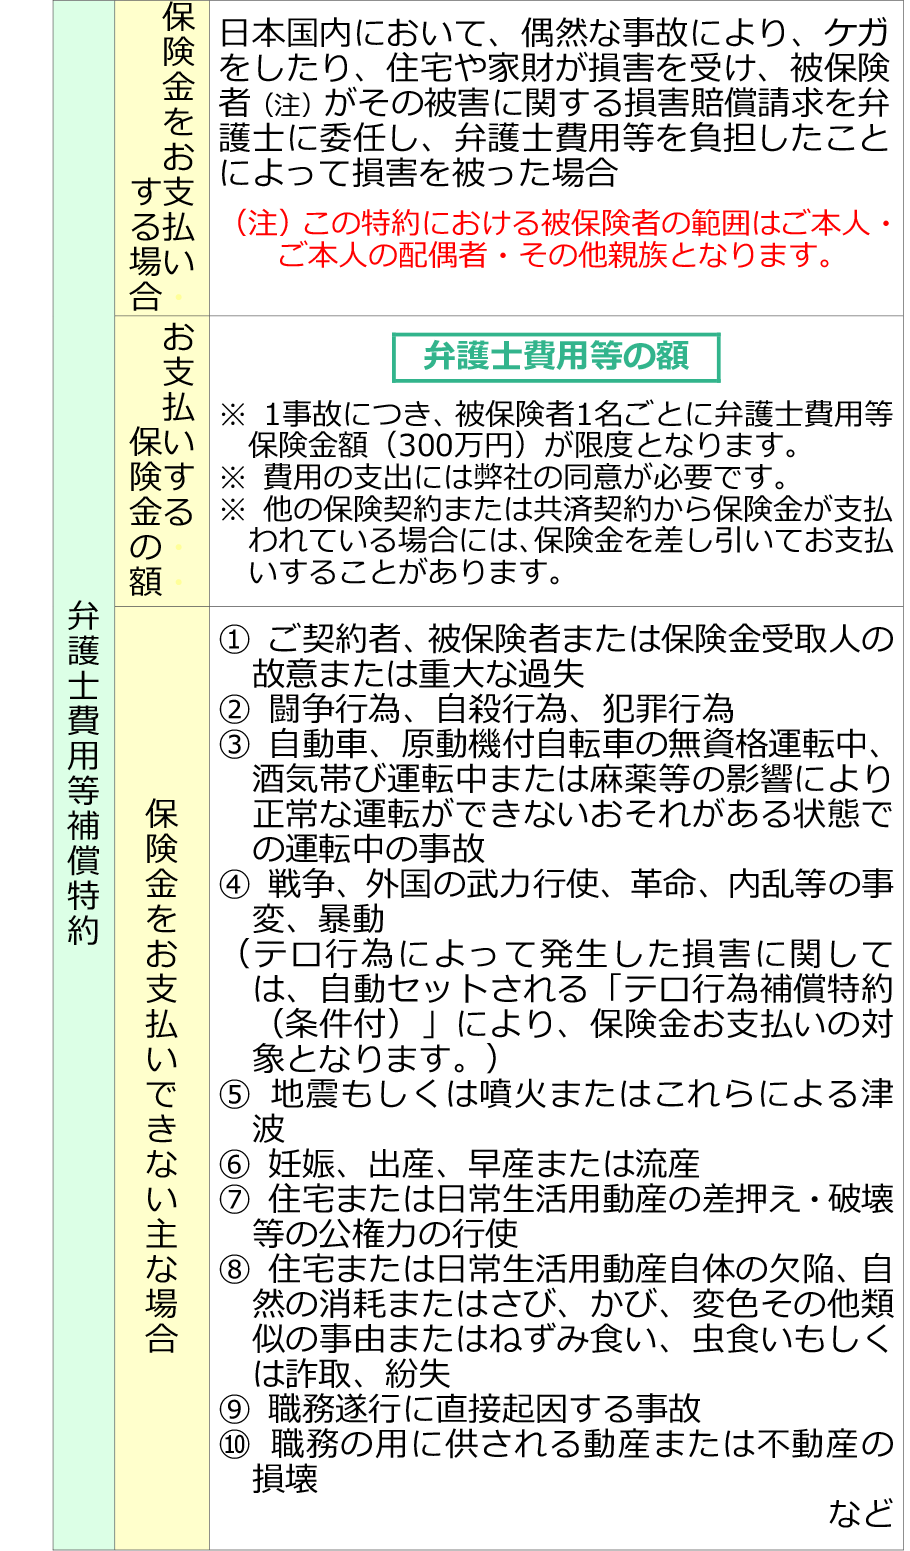 弁護士費用等補償特約
保険金をお支払い
する場合
日本国内において、偶然な事故により、ケガ
をしたり、住宅や家財が損害を受け、被保険
者（注）がその被害に関する損害賠償請求を弁
護士に委任し、弁護士費用等を負担したこと
によって損害を被った場合
（注）この特約における被保険者の範囲はご本人・
ご本人の配偶者・その他親族となります。
お支払いする
保険金の額
弁護士費用等の額
※ 1事故につき、被保険者1名ごとに弁護士費用等
保険金額（300万円）が限度となります。
※ 費用の支出には弊社の同意が必要です。
※ 他の保険契約または共済契約から保険金が支払
われている場合には、保険金を差し引いてお支払
いすることがあります。
保険金をお支払いできない主な場合
① ご契約者、被保険者または保険金受取人の
故意または重大な過失
② 闘争行為、自殺行為、犯罪行為
③ 自動車、原動機付自転車の無資格運転中、
酒気帯び運転中または麻薬等の影響により
正常な運転ができないおそれがある状態で
の運転中の事故
④ 戦争、外国の武力行使、革命、内乱等の事
変、暴動
（テロ行為によって発生した損害に関して
は、自動セットされる「テロ行為補償特約
（条件付）」により、保険金お支払いの対
象となります。）
⑤ 地震もしくは噴火またはこれらによる津
波
⑥ 妊娠、出産、早産または流産
⑦ 住宅または日常生活用動産の差押え・破壊
等の公権力の行使
⑧ 住宅または日常生活用動産自体の欠陥、自
然の消耗またはさび、かび、変色その他類
似の事由またはねずみ食い、虫食いもしく
は詐取、紛失
⑨ 職務遂行に直接起因する事故
⑩ 職務の用に供される動産または不動産の
損壊
など